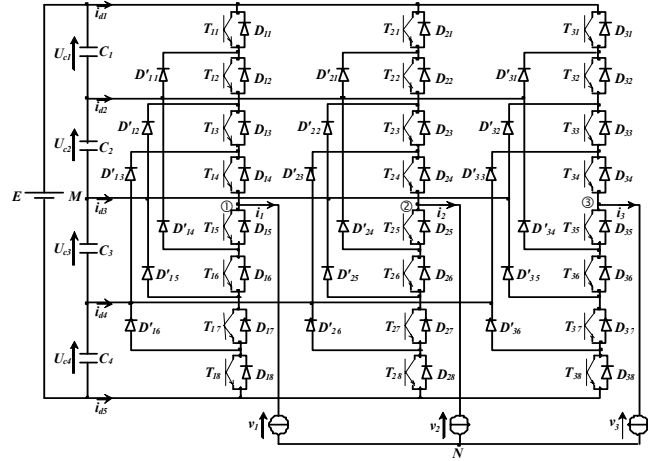 i_d1
T_11 D_11 T_21 D_21 T_31 D_31
U_c1 C_1
D'_11 T_12 D_12 D'_21 T_22 D_22 D'_31 T_32 D_32
i_d2
D'_12 T_13 D_13 D'_22 T_23 D_23 D'_32 T_33 D_33
U_c2 C_2
D'_13 T_14 D_14 D'_23 T_24 D_24 D'_33 T_34 D_34
E M
i_d3 ① i_1 ② i_2 ③ i_3
D'_14 T_15 D_15 D'_24 T_25 D_25 D'_34 T_35 D_35
U_c3 C_3
D'_15 T_16 D_16 D'_25 T_26 D_26 D'_35 T_36 D_36
i_d4
D'_16 T_17 D_17 D'_26 T_27 D_27 D'_36 T_37 D_37
U_c4 C_4
T_18 D_18 T_28 D_28 T_38 D_38
i_d5
v_1 v_2 v_3
N